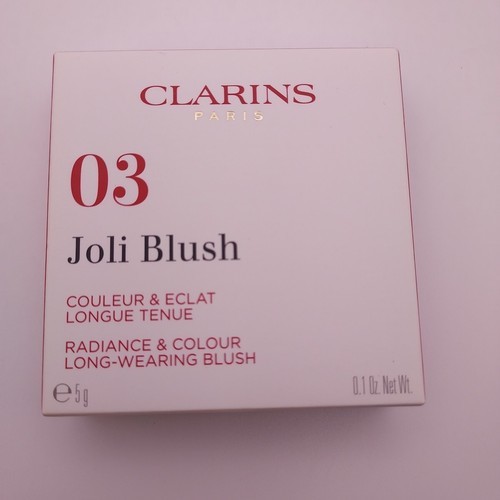 CLARINS
PARIS
03
Joli Blush
COULEUR & ECLAT
LONGUE TENUE
RADIANCE & COLOUR
LONG-WEARING BLUSH
℮ 5 g 0.1 Oz. Net Wt.